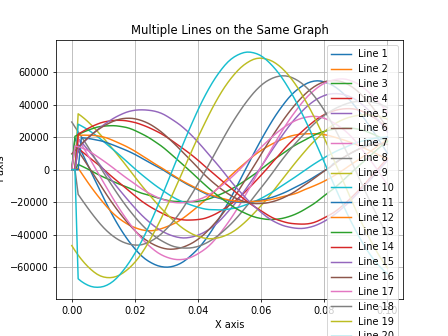 Multiple Lines on the Same Graph
60000
40000
20000
0
−20000
−40000
−60000
0.00
0.02
0.04
0.06
0.08
X axis
Line 1
Line 2
Line 3
Line 4
Line 5
Line 6
Line 7
Line 8
Line 9
Line 10
Line 11
Line 12
Line 13
Line 14
Line 15
Line 16
Line 17
Line 18
Line 19